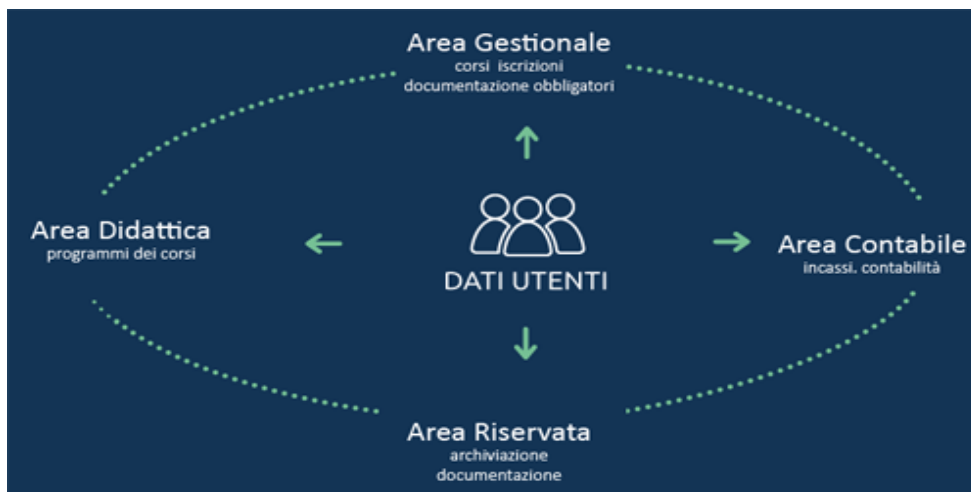 Area Gestionale
corsi iscrizioni
documentazione obbligatori
Area Didattica
programmi dei corsi
DATI UTENTI
Area Contabile
incassi. contabilità
Area Riservata
archiviazione
documentazione